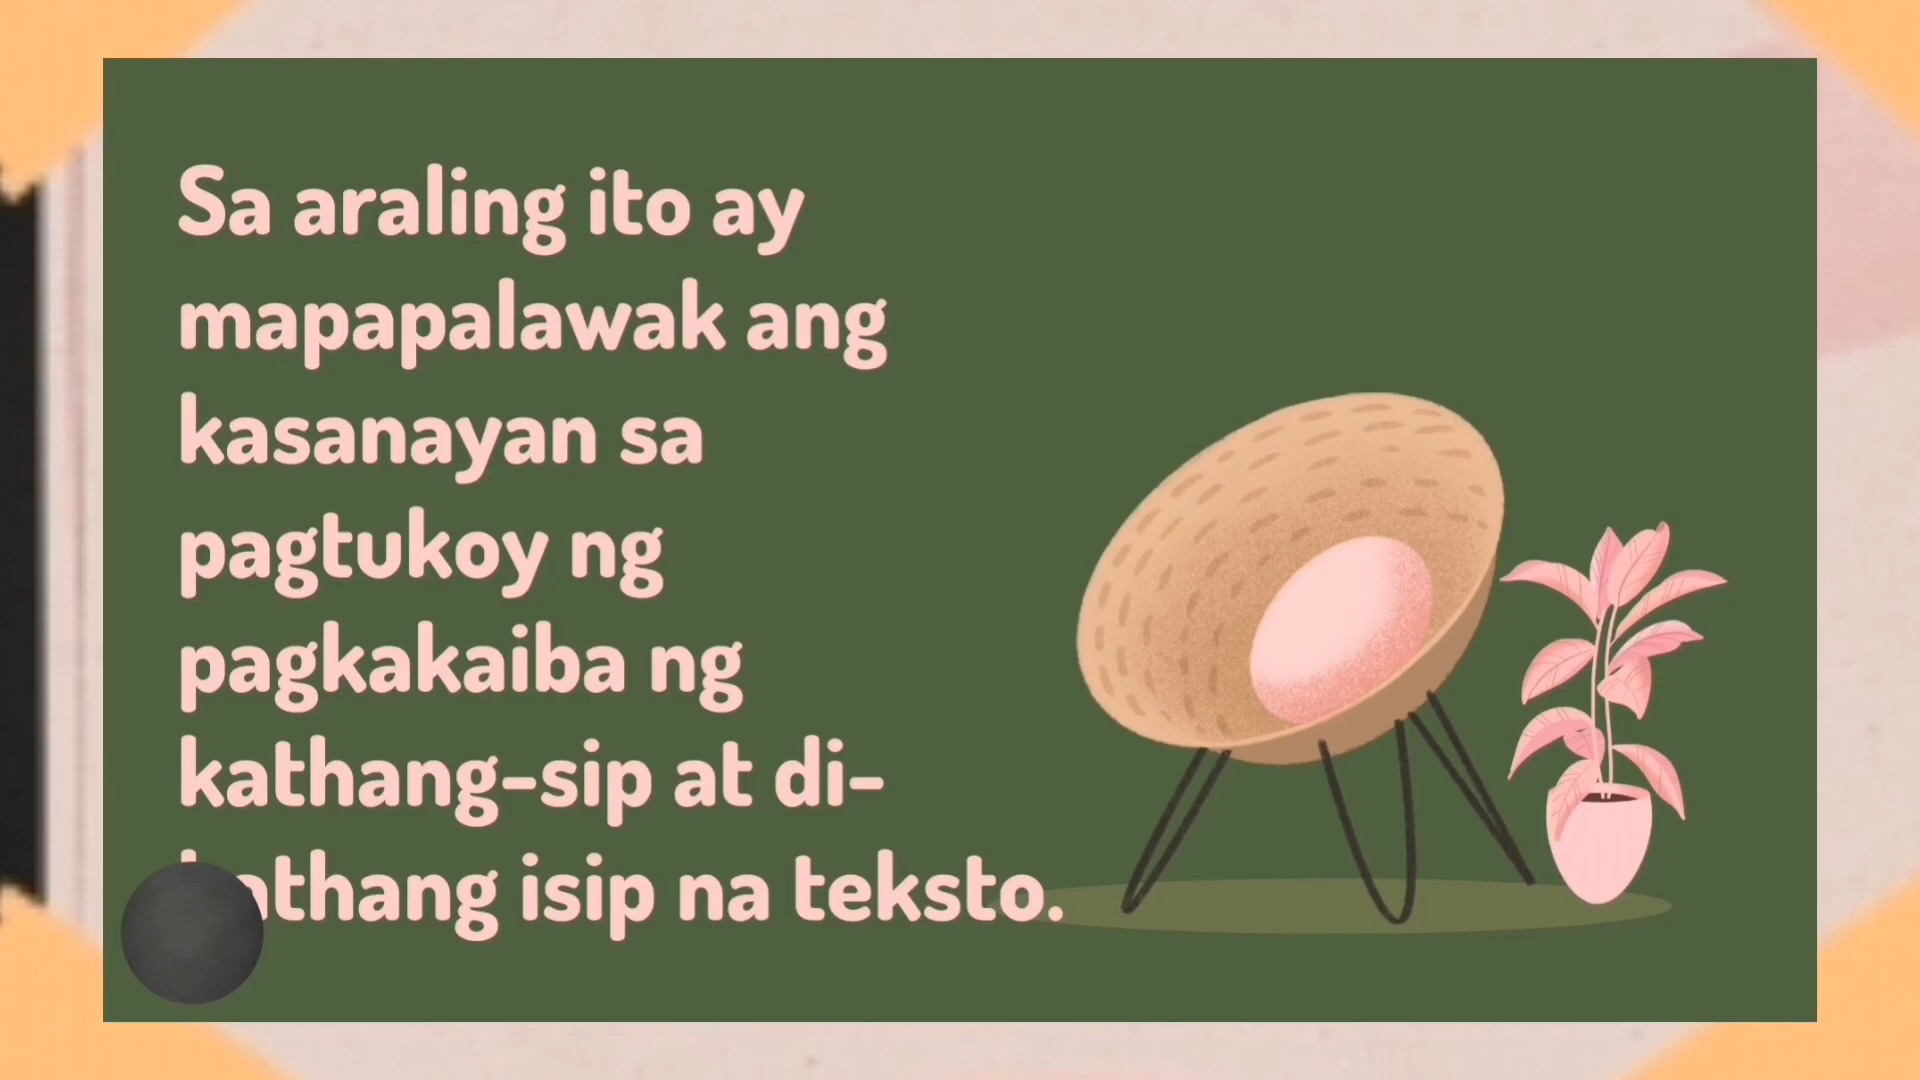 Sa araling ito ay
mapapalawak ang
kasanayan sa
pagtukoy ng
pagkakaiba ng
kathang-sip at di-
kathang isip na teksto.